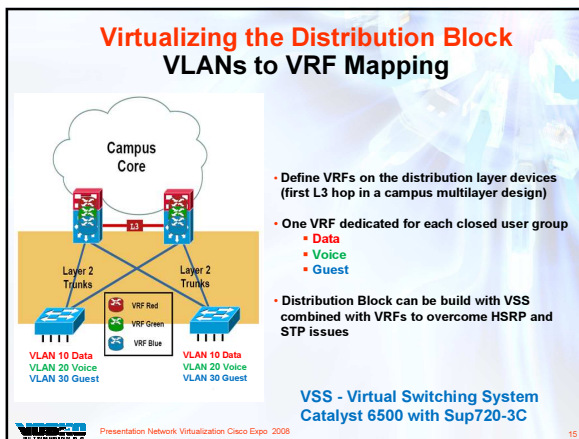 Virtualizing the Distribution Block
VLANs to VRF Mapping
Campus
Core
L3
Layer 2
Trunks
Layer 2
Trunks
VRF Red
VRF Green
VRF Blue
VLAN 10 Data
VLAN 20 Voice
VLAN 30 Guest
VLAN 10 Data
VLAN 20 Voice
VLAN 30 Guest
• Define VRFs on the distribution layer devices
(first L3 hop in a campus multilayer design)
• One VRF dedicated for each closed user group
▪ Data
▪ Voice
▪ Guest
• Distribution Block can be build with VSS
combined with VRFs to overcome HSRP and
STP issues
VSS - Virtual Switching System
Catalyst 6500 with Sup720-3C
Presentation Network Virtualization Cisco Expo 2008
15